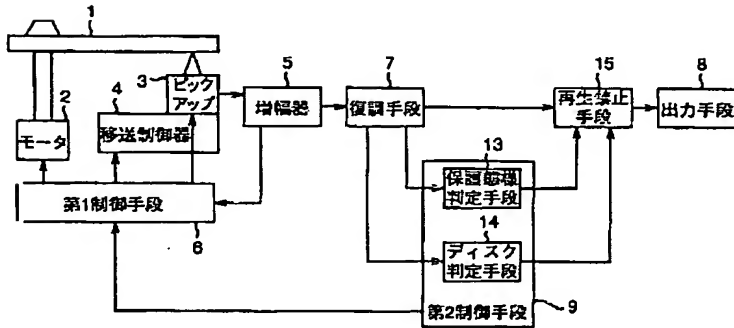 1
2
モータ
3
ピック
アップ
4
移送制御器
5
増幅器
7
復調手段
15
再生禁止
手段
8
出力手段
第1制御手段
6
13
保護態様
判定手段
14
ディスク
判定手段
第2制御手段
9